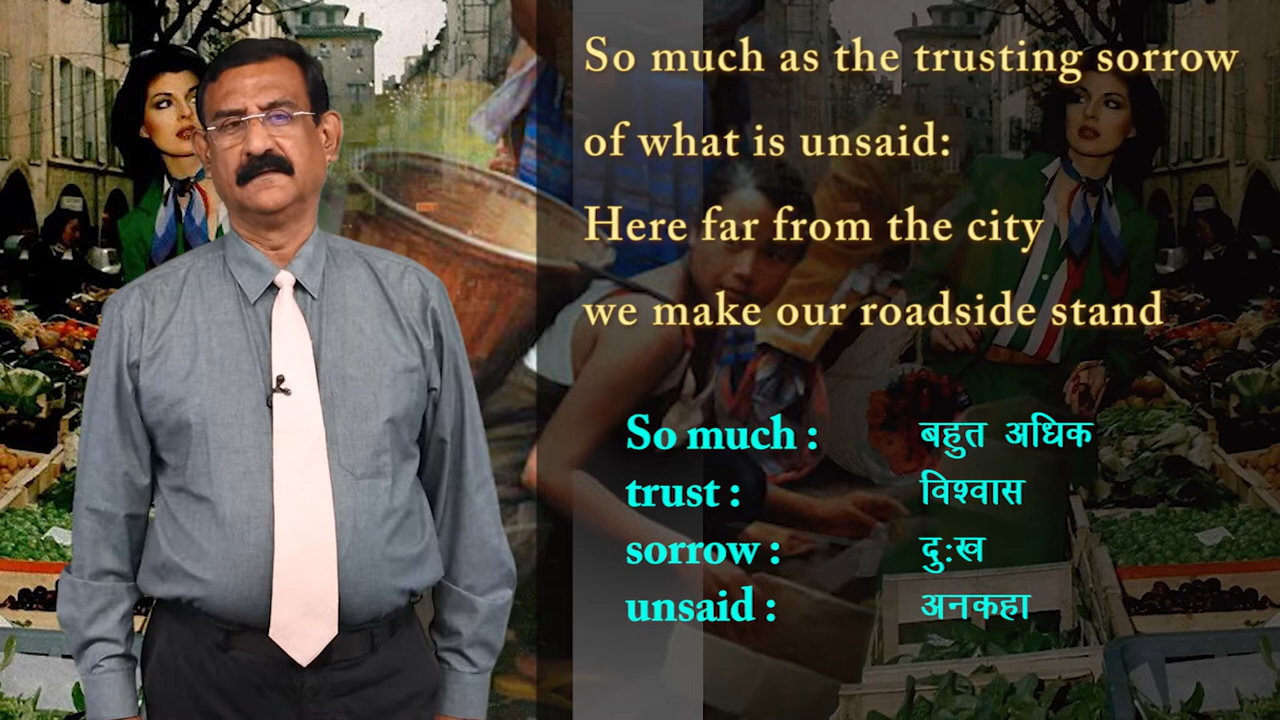 So much as the trusting sorrow
of what is unsaid:
Here far from the city
we make our roadside stand
So much : बहुत अधिक
trust : विश्वास
sorrow : दु:ख
unsaid : अनकहा